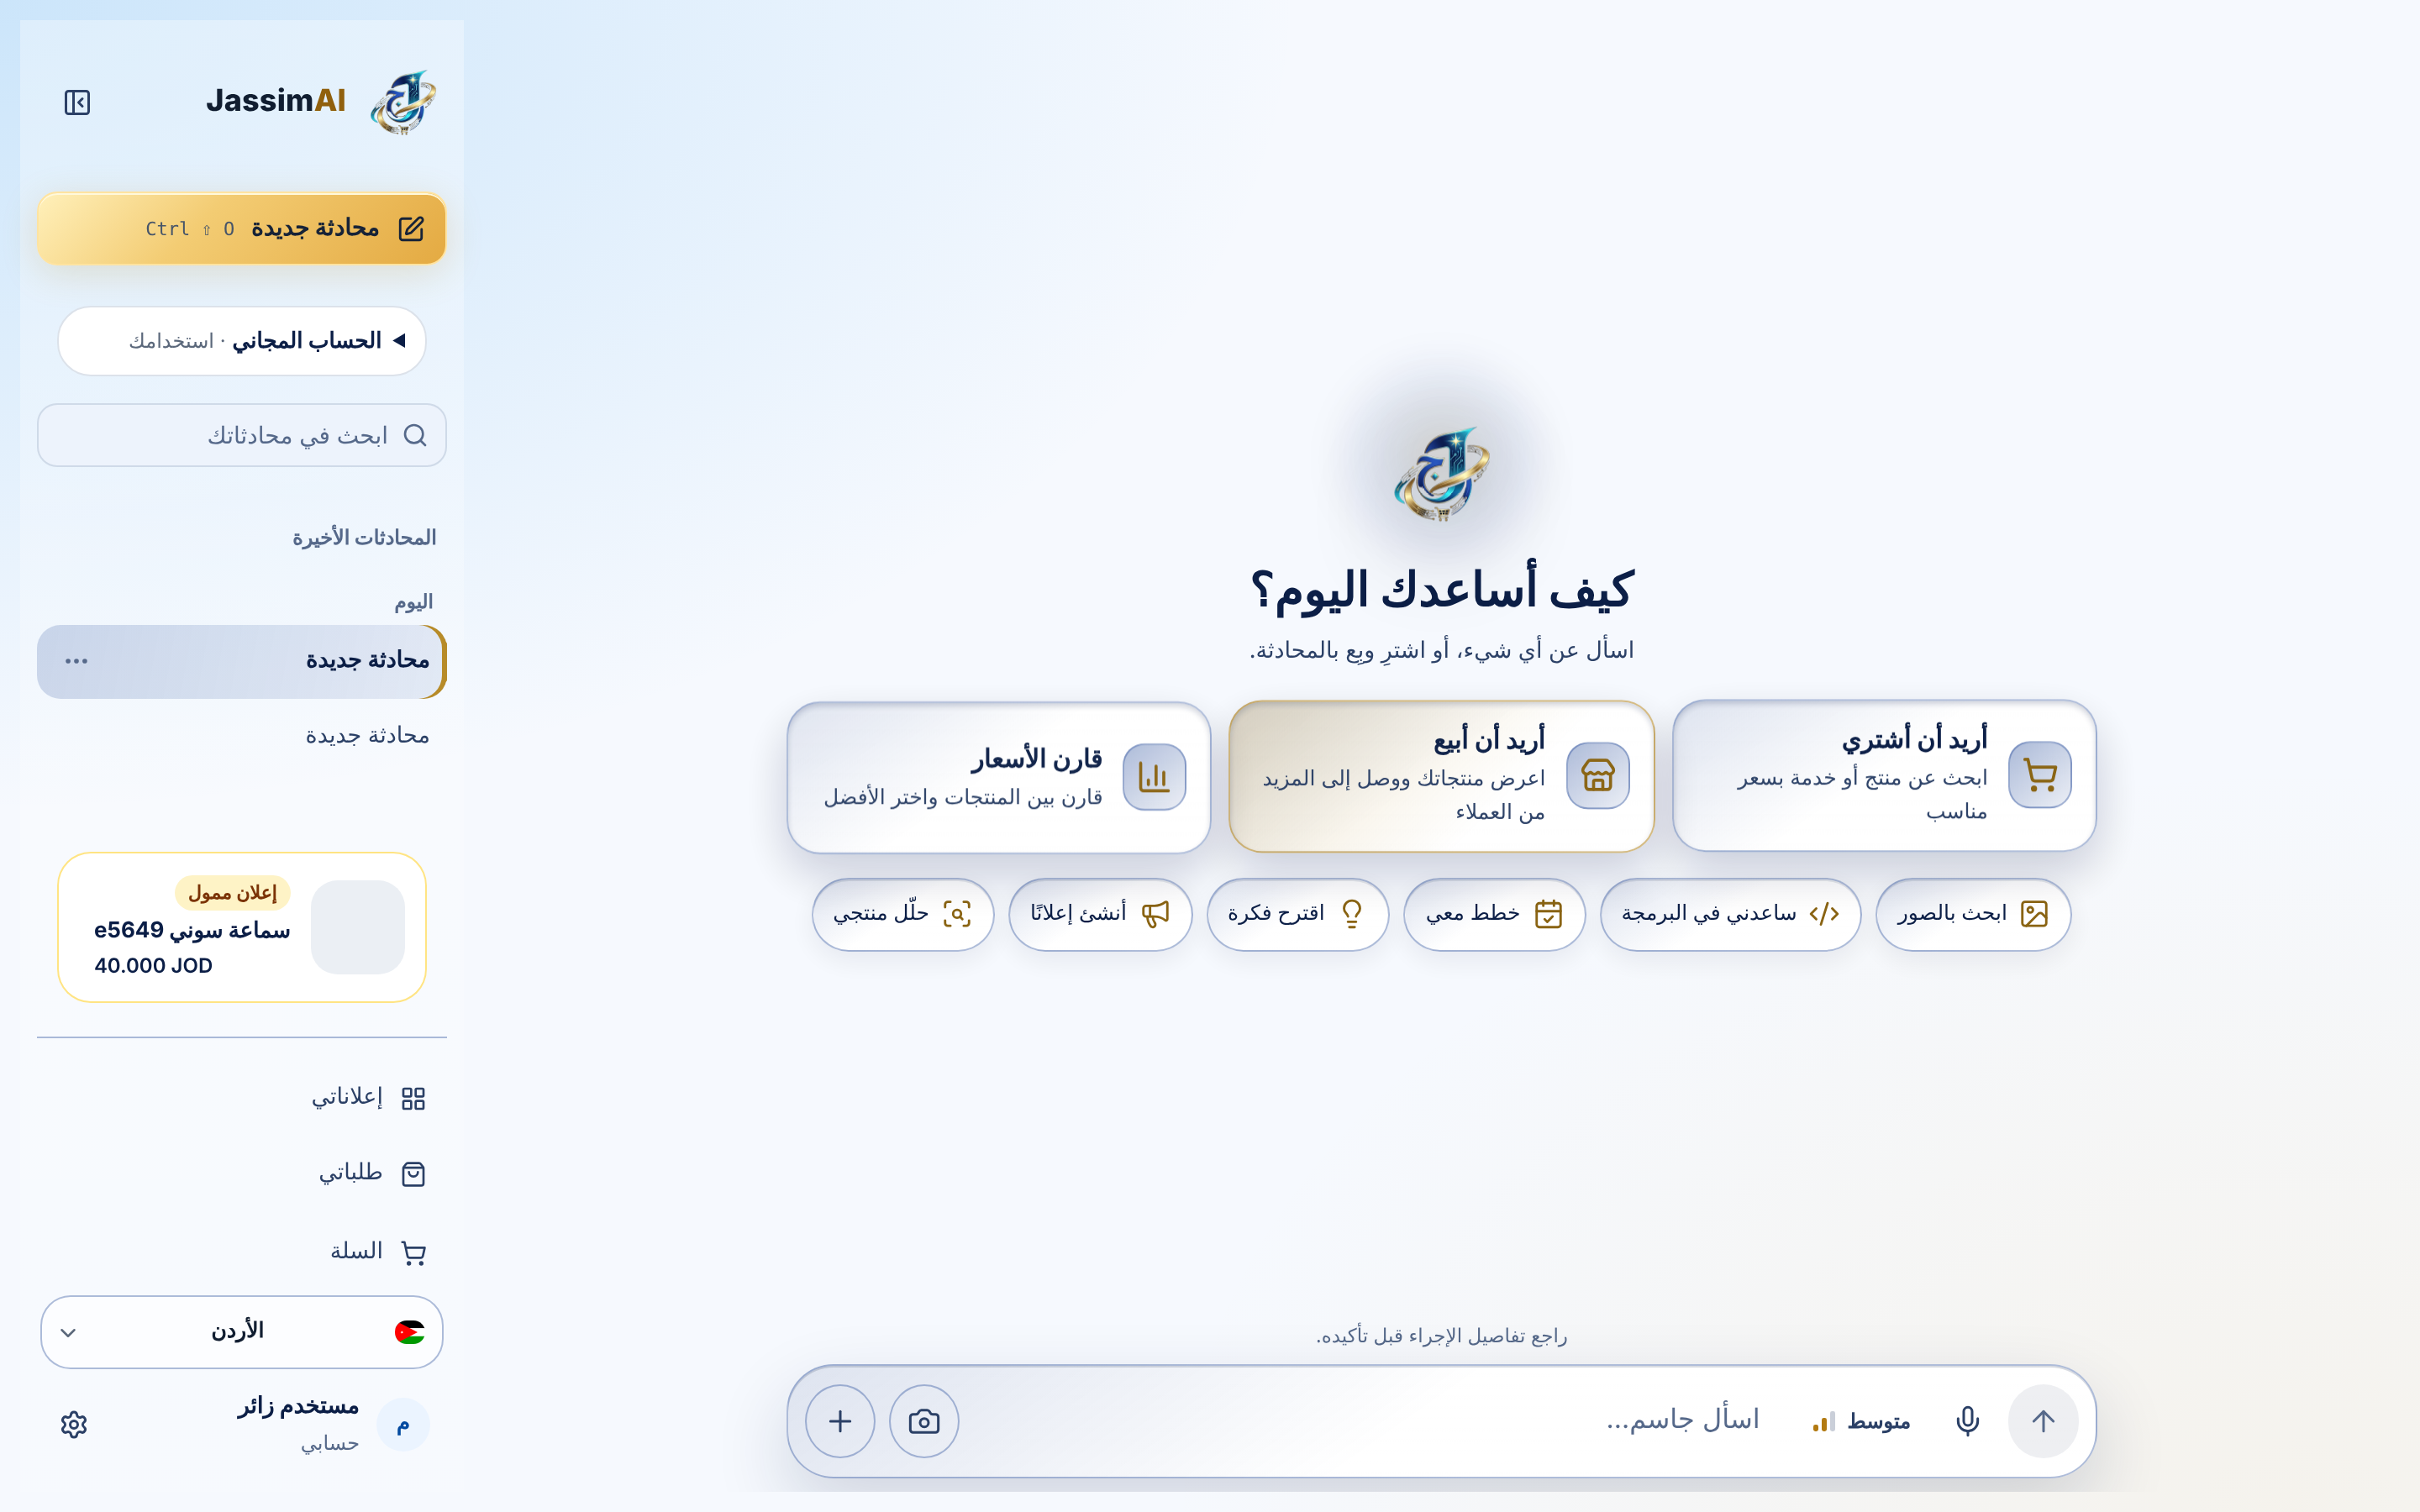 JassimAI
محادثة جديدة Ctrl ⇧ O
الحساب المجاني · استخدامك
ابحث في محادثاتك
المحادثات الأخيرة
اليوم
محادثة جديدة
محادثة جديدة
إعلان ممول
سماعة سوني e5649
40.000 JOD
إعلاناتي
طلباتي
السلة
الأردن
م
مستخدم زائر
حسابي
كيف أساعدك اليوم؟
اسأل عن أي شيء، أو اشترِ وبِع بالمحادثة.
أريد أن أشتري
ابحث عن منتج أو خدمة بسعر
مناسب
أريد أن أبيع
اعرض منتجاتك ووصل إلى المزيد
من العملاء
قارن الأسعار
قارن بين المنتجات واختر الأفضل
ابحث بالصور
ساعدني في البرمجة
خطط معي
اقترح فكرة
أنشئ إعلانًا
حلّل منتجي
راجع تفاصيل الإجراء قبل تأكيده.
متوسط
اسأل جاسم...